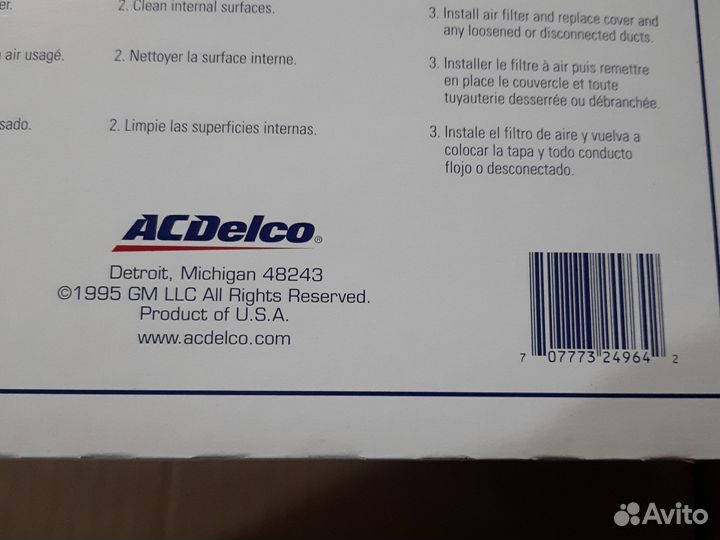 er.
2. Clean internal surfaces.
3. Install air filter and replace cover and
any loosened or disconnected ducts.
air usagé.
2. Nettoyer la surface interne.
3. Installer le filtre à air puis remettre
en place le couvercle et toute
tuyauterie desserrée ou débranchée.
sado.
2. Limpie las superficies internas.
3. Instale el filtro de aire y vuelva a
colocar la tapa y todo conducto
flojo o desconectado.
ACDelco®
Detroit, Michigan 48243
©1995 GM LLC All Rights Reserved.
Product of U.S.A.
www.acdelco.com
7 07773 24964 2
Avito